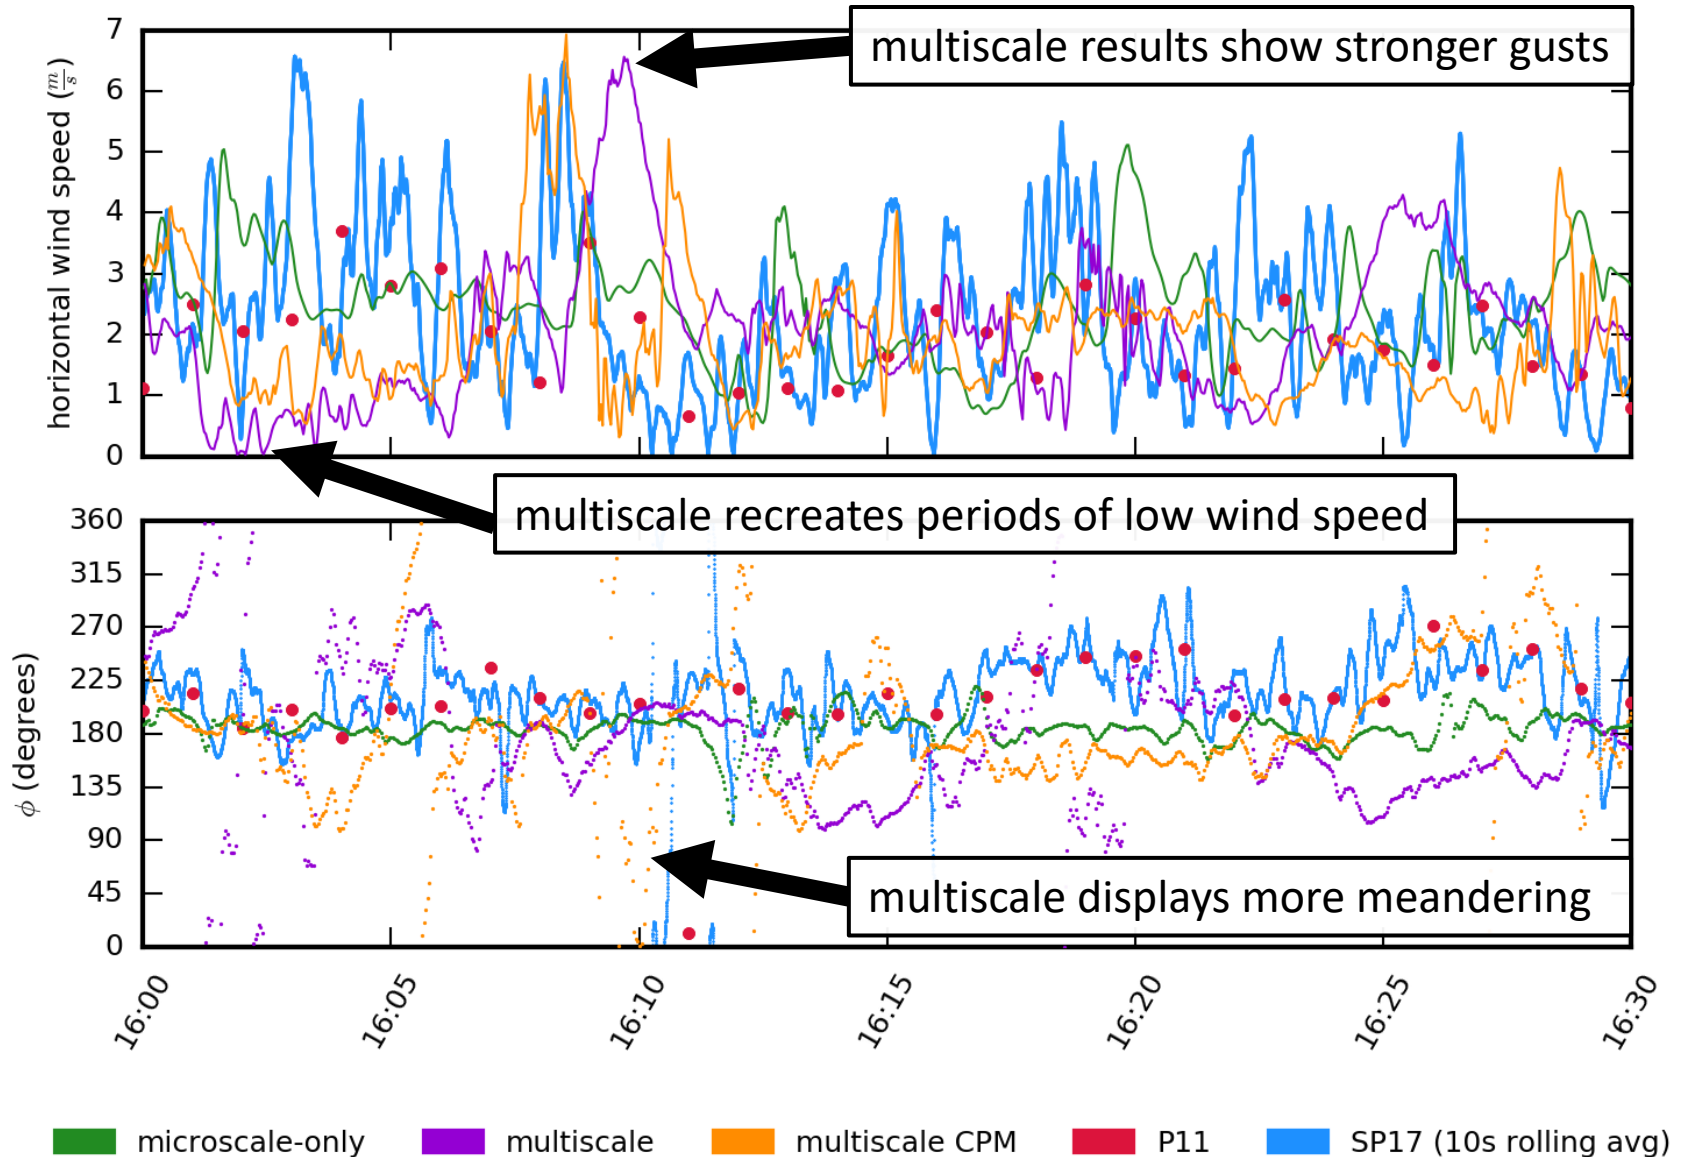 7
multiscale results show stronger gusts
6
5
4
3
2
1
0
horizontal wind speed (m/s)
multiscale recreates periods of low wind speed
360
315
270
225
180
135
90
45
0
ϕ (degrees)
multiscale displays more meandering
16:00
16:05
16:10
16:15
16:20
16:25
16:30
microscale-only
multiscale
multiscale CPM
P11
SP17 (10s rolling avg)